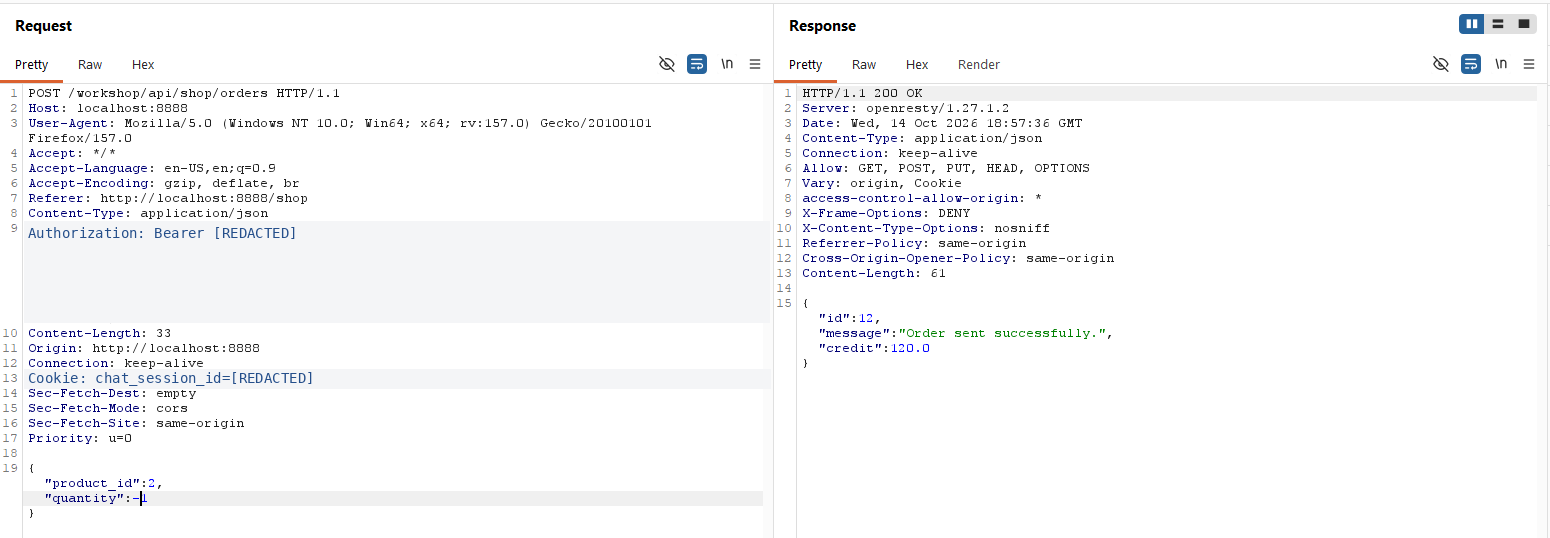 Request
Pretty Raw Hex \n
1 POST /workshop/api/shop/orders HTTP/1.1
2 Host: localhost:8888
3 User-Agent: Mozilla/5.0 (Windows NT 10.0; Win64; x64; rv:157.0) Gecko/20100101
Firefox/157.0
4 Accept: */*
5 Accept-Language: en-US,en;q=0.9
6 Accept-Encoding: gzip, deflate, br
7 Referer: http://localhost:8888/shop
8 Content-Type: application/json
9 Authorization: Bearer [REDACTED]
10 Content-Length: 33
11 Origin: http://localhost:8888
12 Connection: keep-alive
13 Cookie: chat_session_id=[REDACTED]
14 Sec-Fetch-Dest: empty
15 Sec-Fetch-Mode: cors
16 Sec-Fetch-Site: same-origin
17 Priority: u=0
18
19 {
"product_id":2,
"quantity":-1
}
Response
Pretty Raw Hex Render \n
1 HTTP/1.1 200 OK
2 Server: openresty/1.27.1.2
3 Date: Wed, 14 Oct 2026 18:57:36 GMT
4 Content-Type: application/json
5 Connection: keep-alive
6 Allow: GET, POST, PUT, HEAD, OPTIONS
7 Vary: origin, Cookie
8 access-control-allow-origin: *
9 X-Frame-Options: DENY
10 X-Content-Type-Options: nosniff
11 Referrer-Policy: same-origin
12 Cross-Origin-Opener-Policy: same-origin
13 Content-Length: 61
14
15 {
"id":12,
"message":"Order sent successfully.",
"credit":120.0
}